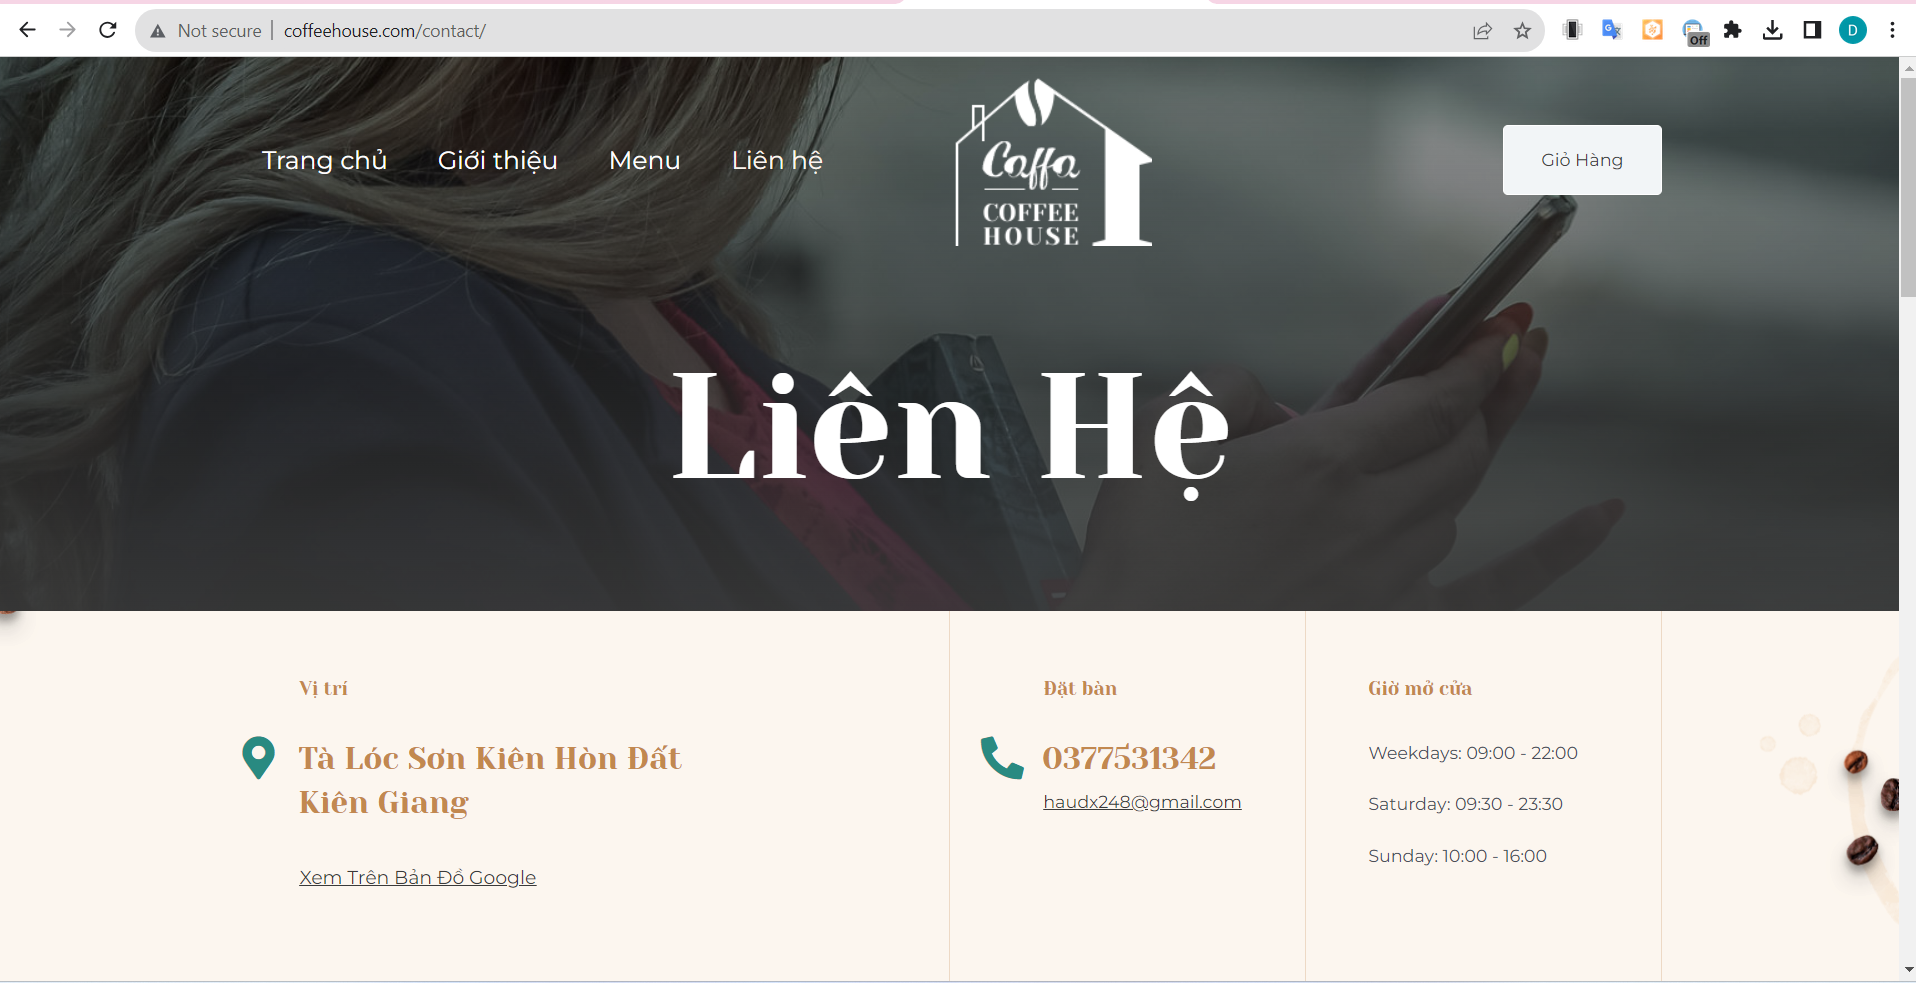 Not secure
coffeehouse.com/contact/
Off
D
Trang chủ
Giới thiệu
Menu
Liên hệ
Caffa
COFFEE
HOUSE
Giỏ Hàng
Liên Hệ
Vị trí
Tà Lóc Sơn Kiên Hòn Đất
Kiên Giang
Xem Trên Bản Đồ Google
Đặt bàn
0377531342
haudx248@gmail.com
Giờ mở cửa
Weekdays: 09:00 - 22:00
Saturday: 09:30 - 23:30
Sunday: 10:00 - 16:00